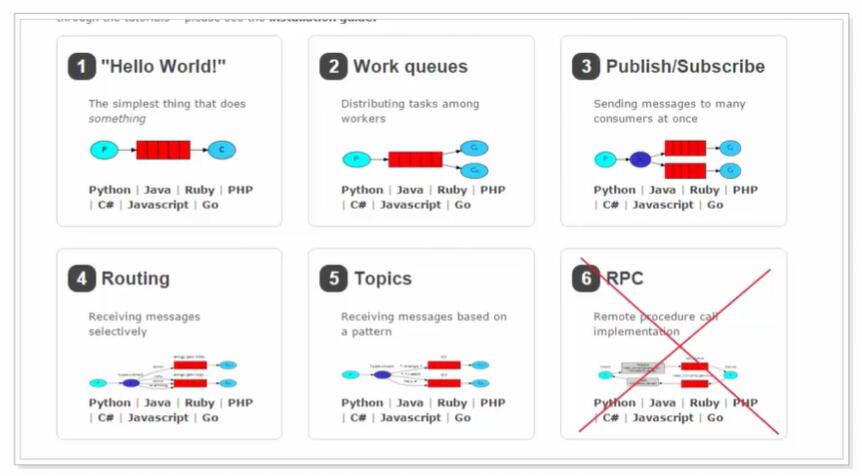 through the tutorials please see the installation guide.
1 "Hello World!"
The simplest thing that does
something
P
C
Python | Java | Ruby | PHP
| C# | Javascript | Go
2 Work queues
Distributing tasks among
workers
P
C₁
C₂
Python | Java | Ruby | PHP
| C# | Javascript | Go
3 Publish/Subscribe
Sending messages to many
consumers at once
P
X
C₁
C₂
Python | Java | Ruby | PHP
| C# | Javascript | Go
4 Routing
Receiving messages
selectively
Python | Java | Ruby | PHP
| C# | Javascript | Go
5 Topics
Receiving messages based on
a pattern
Python | Java | Ruby | PHP
| C# | Javascript | Go
6 RPC
Remote procedure call
implementation
Python | Java | Ruby | PHP
| C# | Javascript | Go